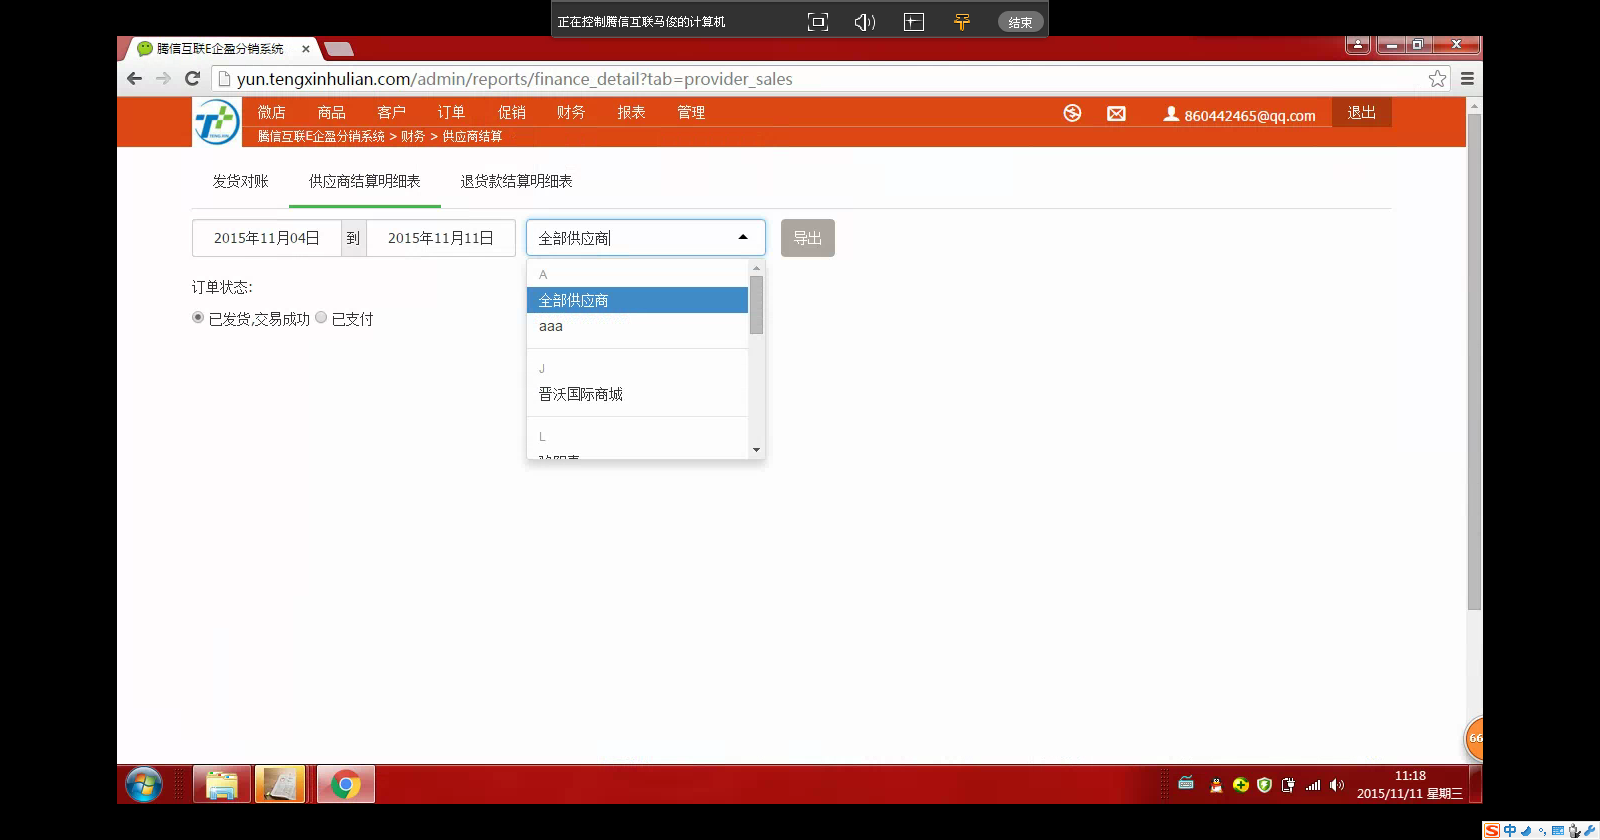 正在控制腾信互联马俊的计算机
结束
腾信互联E企盈分销系统
yun.tengxinhulian.com/admin/reports/finance_detail?tab=provider_sales
微店 商品 客户 订单 促销 财务 报表 管理
860442465@qq.com 退出
腾信互联E企盈分销系统 > 财务 > 供应商结算
发货对账 供应商结算明细表 退货款结算明细表
2015年11月04日 到 2015年11月11日 全部供应商 导出
A
全部供应商
aaa
订单状态:
已发货,交易成功 已支付
J
晋沃国际商城
L
66
11:18
2015/11/11 星期三
中